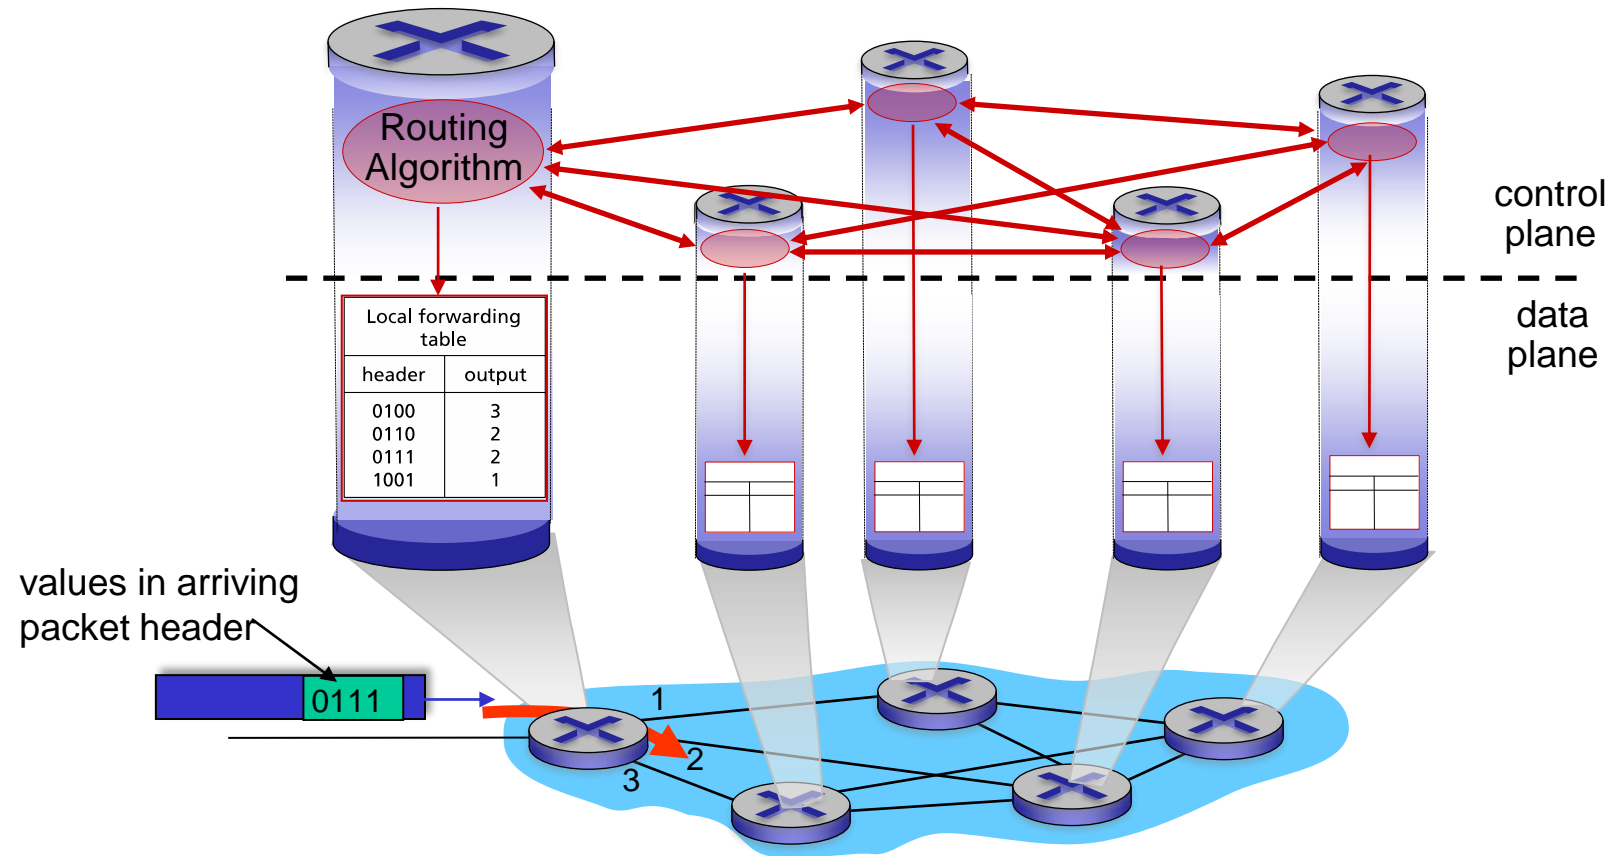 Routing
Algorithm
control
plane
data
plane
Local forwarding
table
header output
0100 3
0110 2
0111 2
1001 1
values in arriving
packet header
0111
1
2
3